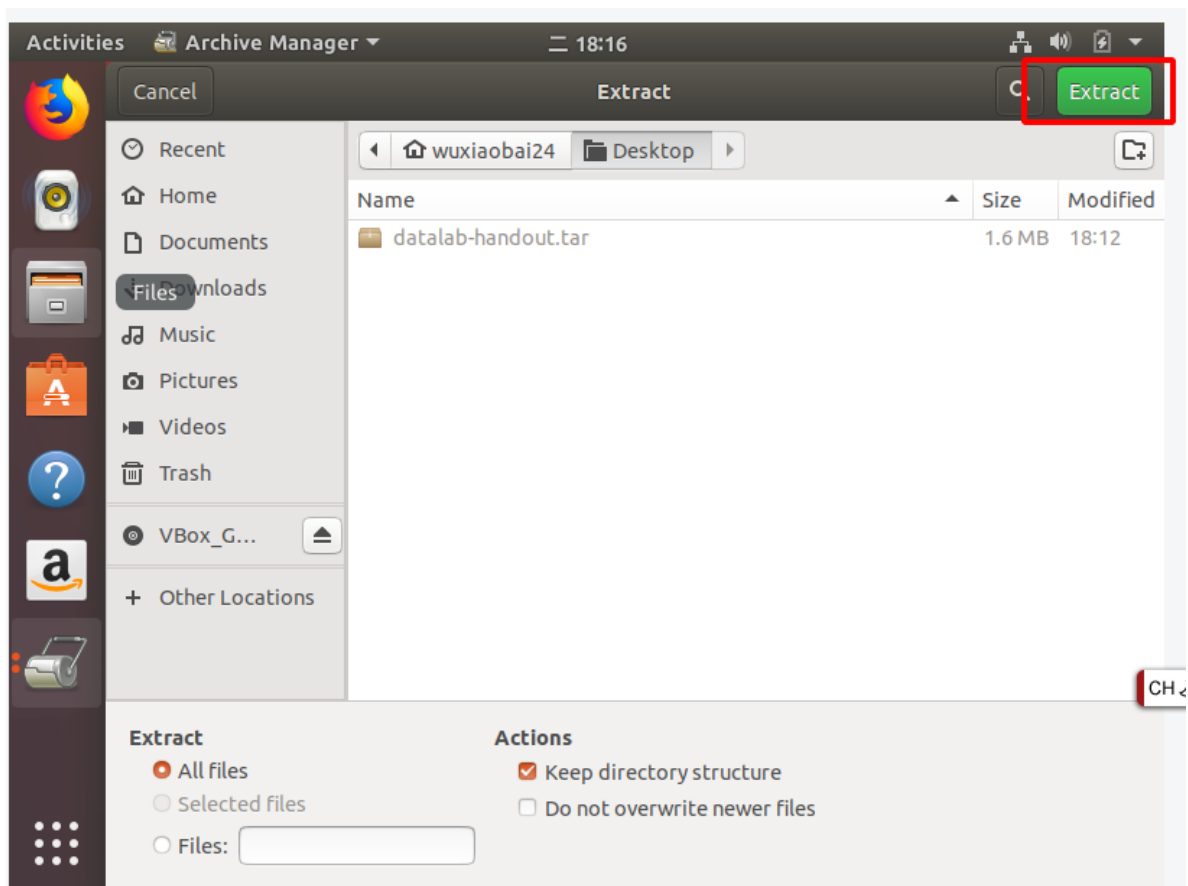 Activities Archive Manager 二 18:16
Cancel Extract Extract
Recent
Home
Documents
Files wnloads
Music
Pictures
Videos
Trash
VBox_G...
Other Locations
wuxiaobai24 Desktop
Name Size Modified
datalab-handout.tar 1.6 MB 18:12
CH
Extract
All files
Selected files
Files:
Actions
Keep directory structure
Do not overwrite newer files